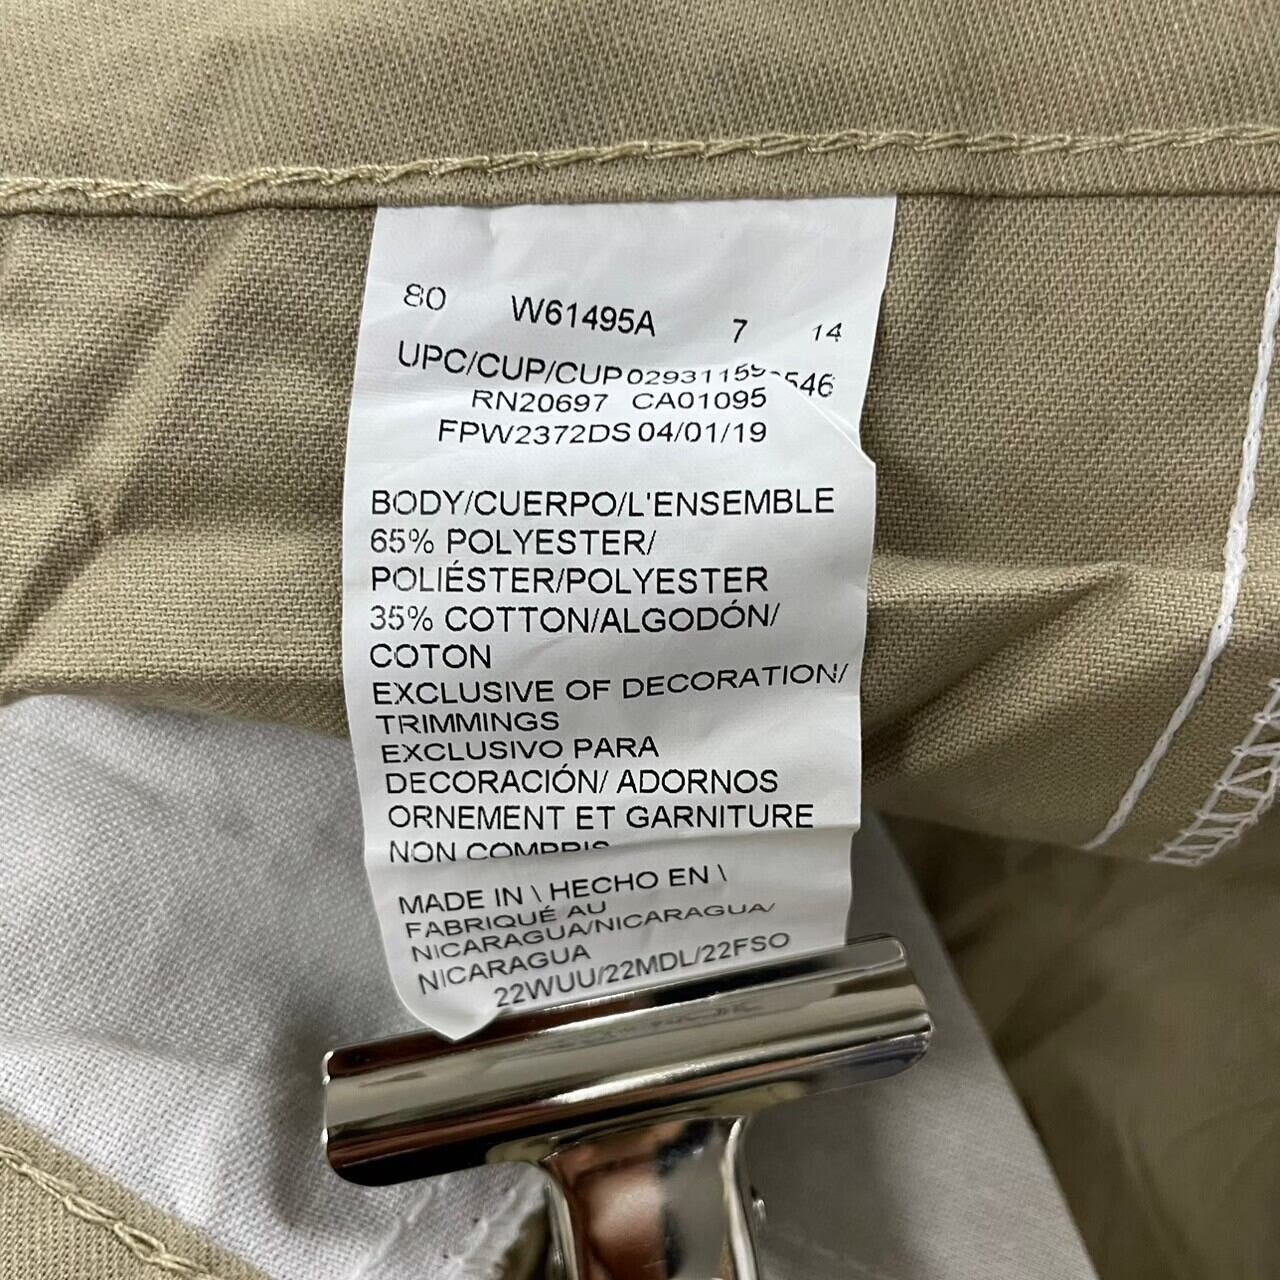 80 W61495A 7 14
UPC/CUP/CUP
RN20697 CA01095
FPW2372DS 04/01/19
BODY/CUERPO/L'ENSEMBLE
65% POLYESTER/
POLIÉSTER/POLYESTER
35% COTTON/ALGODÓN/
COTON
EXCLUSIVE OF DECORATION/
TRIMMINGS
EXCLUSIVO PARA
DECORACIÓN/ ADORNOS
ORNEMENT ET GARNITURE
NON COMPRIS
MADE IN \ HECHO EN \
FABRIQUÉ AU
NICARAGUA/NICARAGUA/
NICARAGUA
22WUU/22MDL/22FSO